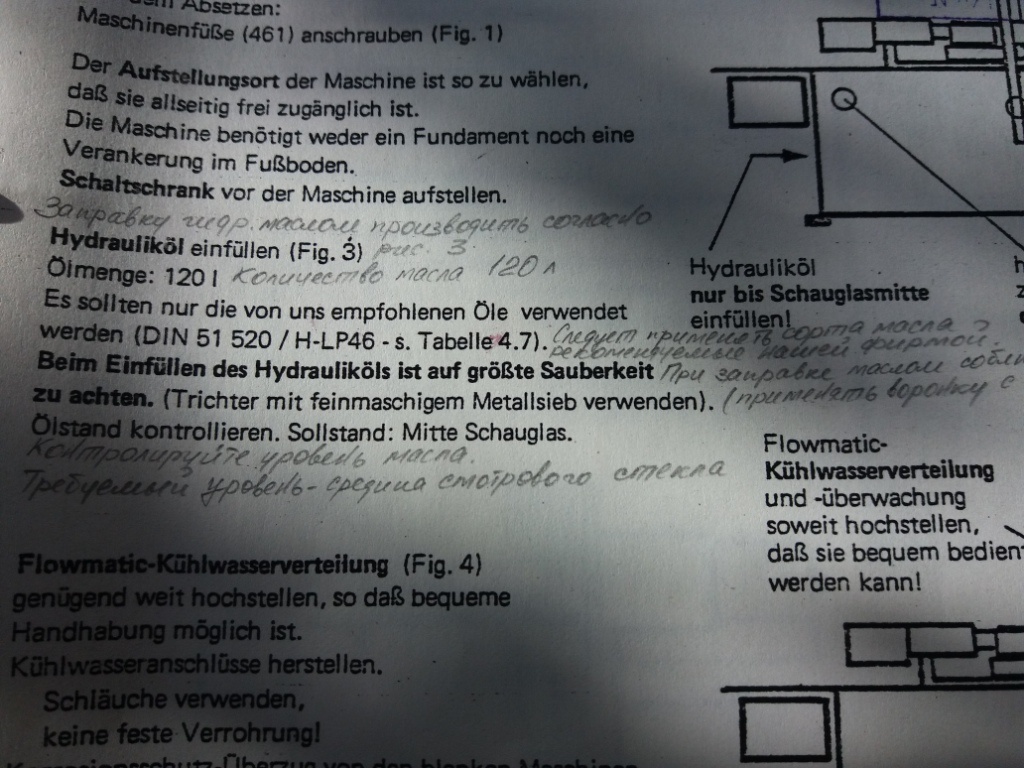 Absetzen:
Maschinenfüße (461) anschrauben (Fig. 1)
Der Aufstellungsort der Maschine ist so zu wählen,
daß sie allseitig frei zugänglich ist.
Die Maschine benötigt weder ein Fundament noch eine
Verankerung im Fußboden.
Schaltschrank vor der Maschine aufstellen.
Заправку гидр. маслом производить согласно
Hydrauliköl einfüllen (Fig. 3) рис. 3
Ölmenge: 120 l Количество масла 120 л
Es sollten nur die von uns empfohlenen Öle verwendet
werden (DIN 51 520 / H-LP46 - s. Tabelle 4.7). Следует применять сорта масла
рекомендуемые нашей фирмой.
Beim Einfüllen des Hydrauliköls ist auf größte Sauberkeit При заправке маслом
zu achten. (Trichter mit feinmaschigem Metallsieb verwenden). (применять воронку с
Ölstand kontrollieren. Sollstand: Mitte Schauglas.
Контролируйте уровень масла.
Требуемый уровень - средина смотрового стекла
Flowmatic-Kühlwasserverteilung (Fig. 4)
genügend weit hochstellen, so daß bequeme
Handhabung möglich ist.
Kühlwasseranschlüsse herstellen.
Schläuche verwenden,
keine feste Verrohrung!
Hydrauliköl
nur bis Schauglasmitte
einfüllen!
Flowmatic-
Kühlwasserverteilung
und -überwachung
soweit hochstellen,
daß sie bequem bedien
werden kann!